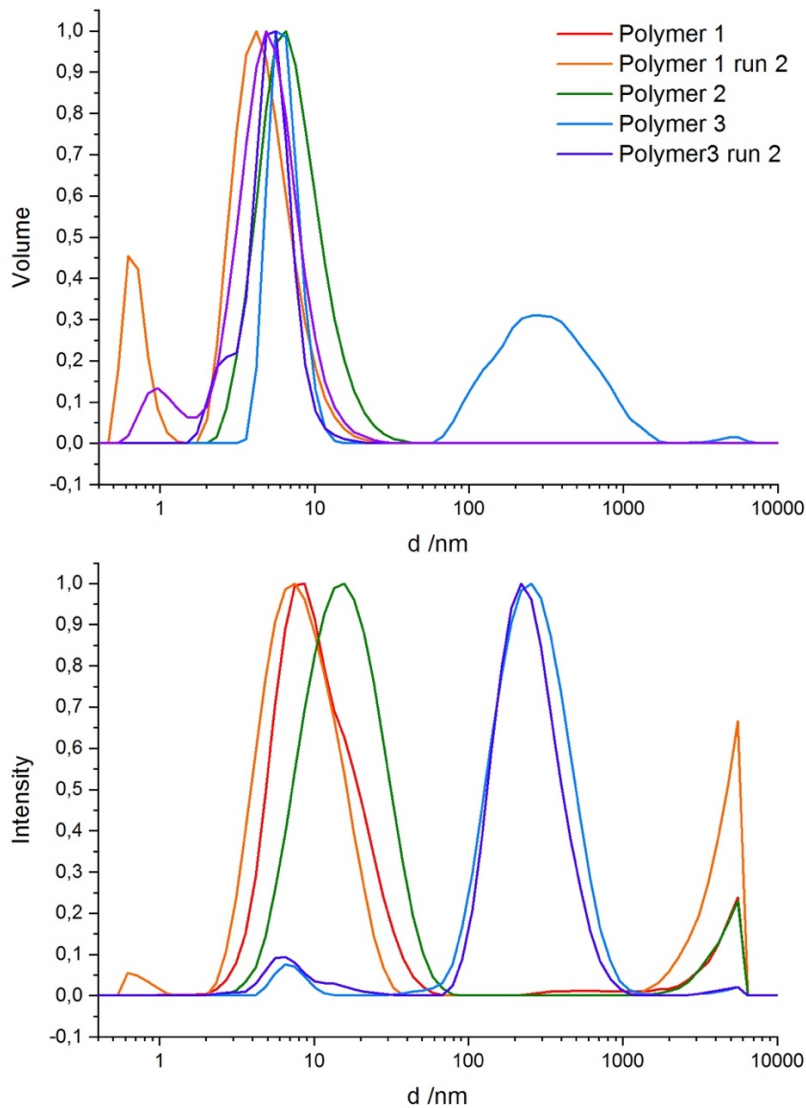 Polymer 1
Polymer 1 run 2
Polymer 2
Polymer 3
Polymer3 run 2
Volume
1,0
0,9
0,8
0,7
0,6
0,5
0,4
0,3
0,2
0,1
0,0
-0,1
1 10 100 1000 10000
d /nm
Intensity
1,0
0,9
0,8
0,7
0,6
0,5
0,4
0,3
0,2
0,1
0,0
-0,1
1 10 100 1000 10000
d /nm